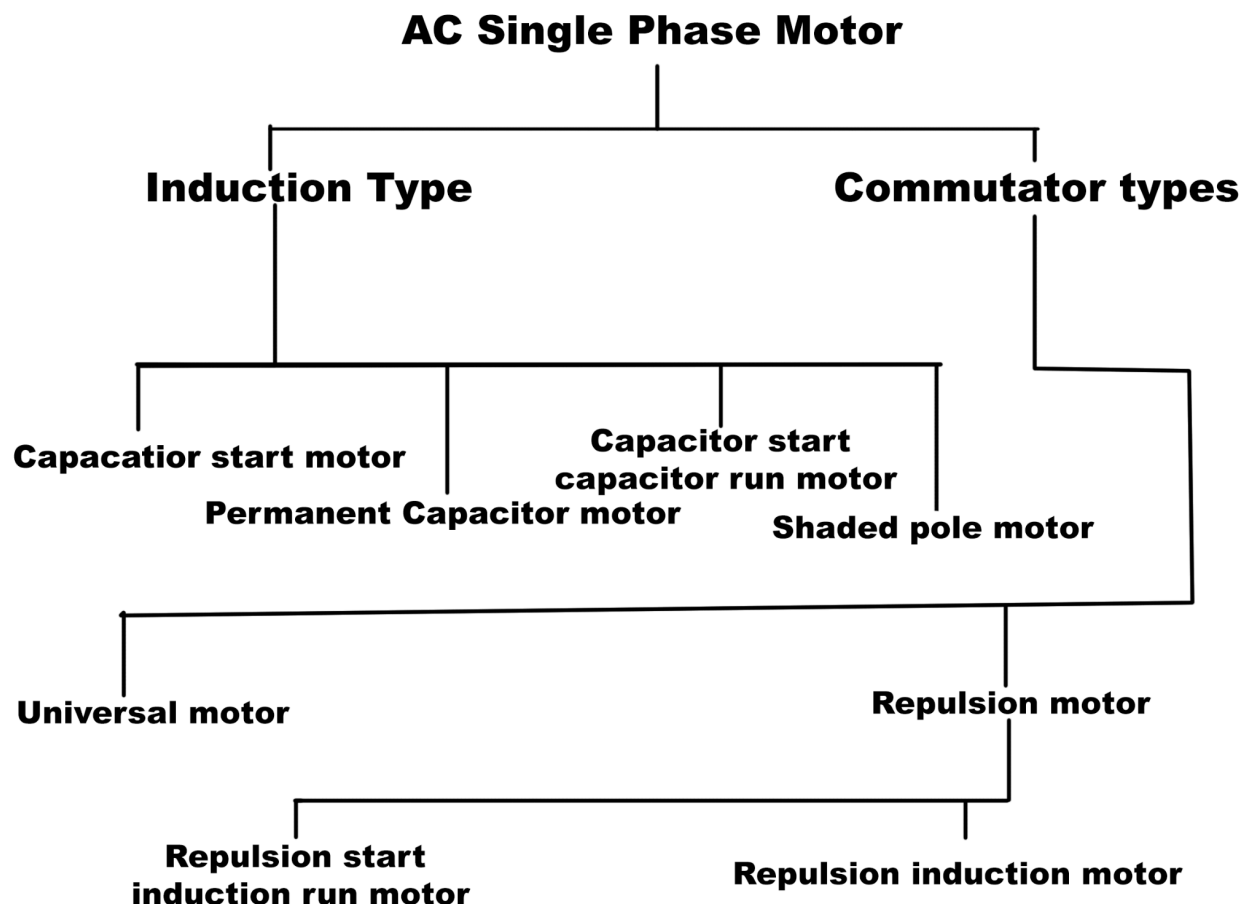 AC Single Phase Motor
Induction Type
Commutator types
Capacatior start motor
Permanent Capacitor motor
Capacitor start
capacitor run motor
Shaded pole motor
Universal motor
Repulsion motor
Repulsion start
induction run motor
Repulsion induction motor